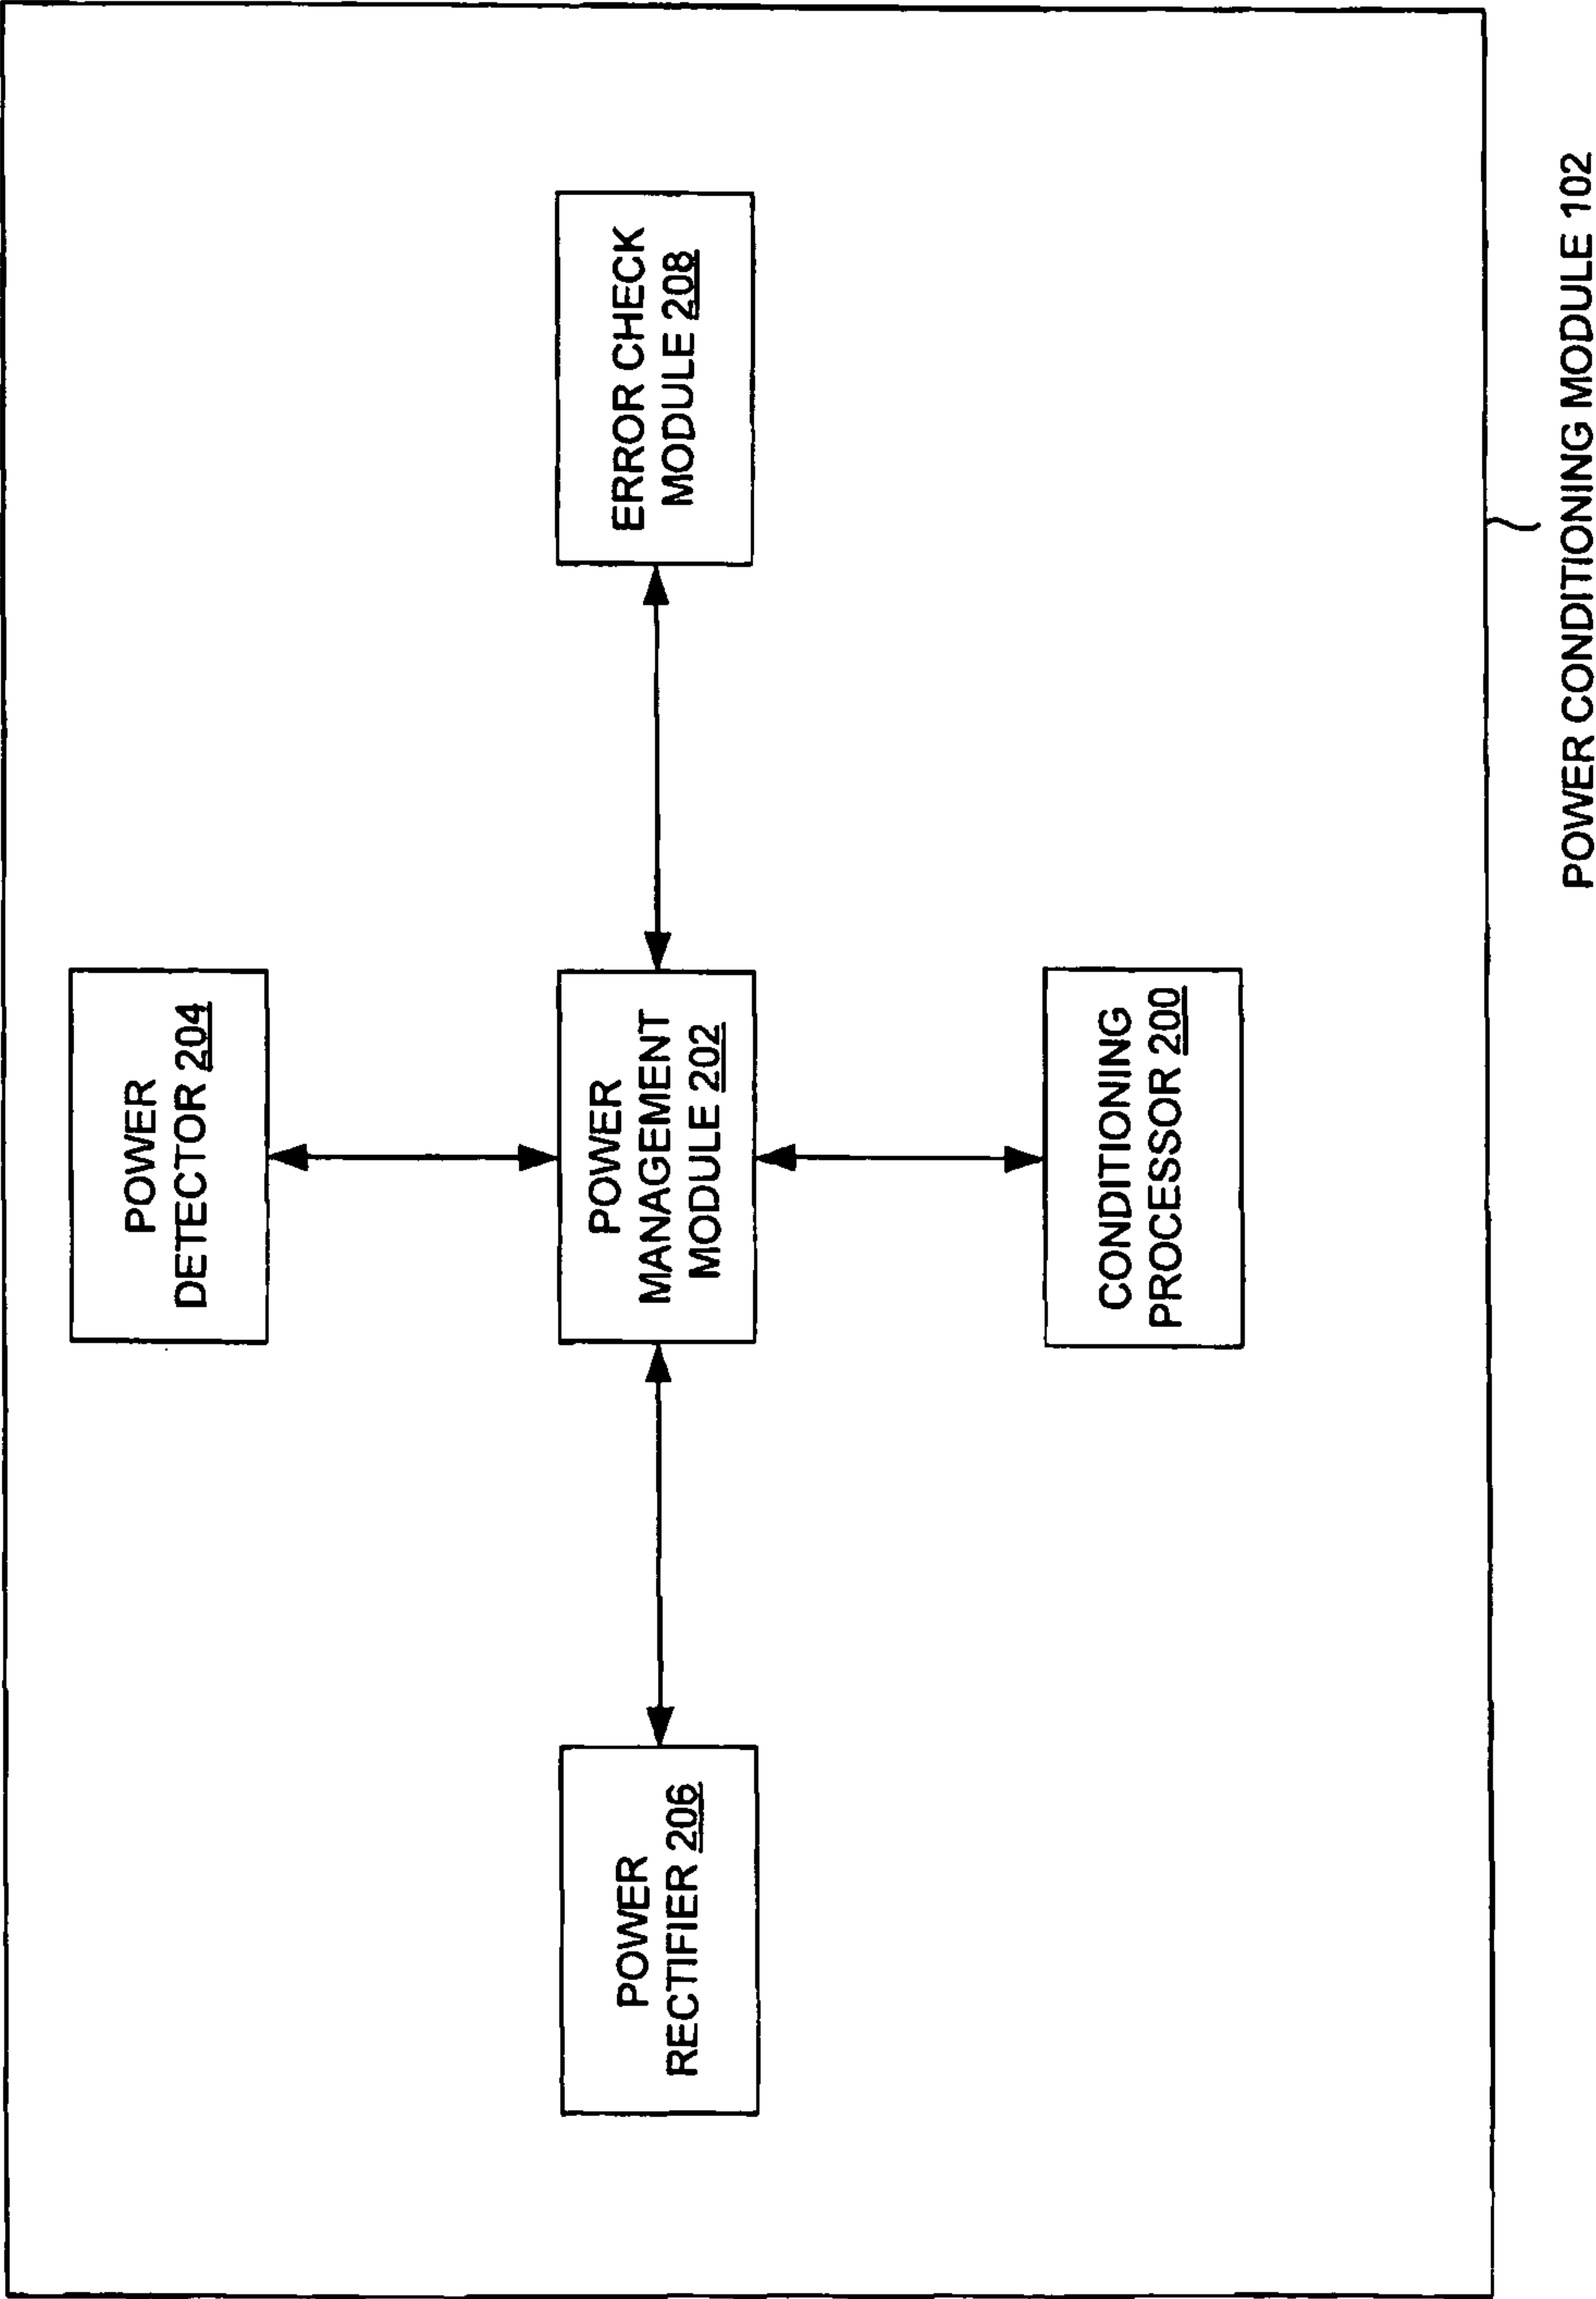 POWER
DETECTOR 204
POWER
RECTIFIER 206
POWER
MANAGEMENT
MODULE 202
ERROR CHECK
MODULE 208
CONDITIONING
PROCESSOR 200
POWER CONDITIONING MODULE 102